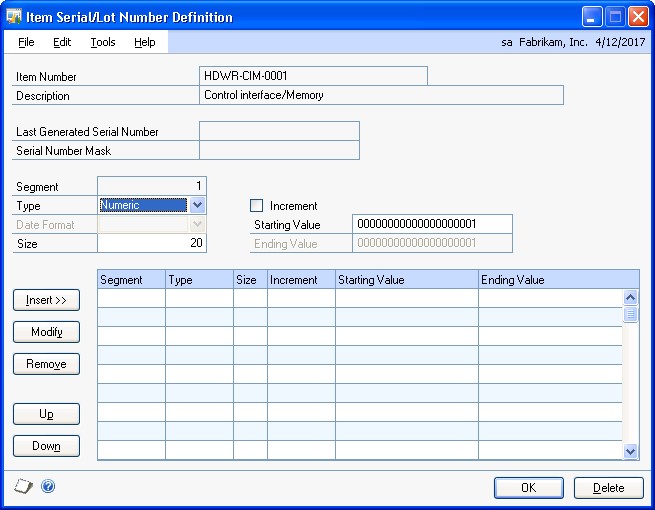 Item Serial/Lot Number Definition
File Edit Tools Help sa Fabrikam, Inc. 4/12/2017
Item Number HDWR-CIM-0001
Description Control interface/Memory
Last Generated Serial Number
Serial Number Mask
Segment 1
Type Numeric Increment
Date Format Starting Value 00000000000000000001
Size 20 Ending Value 00000000000000000001
Segment Type Size Increment Starting Value Ending Value
Insert >>
Modify
Remove
Up
Down
OK Delete